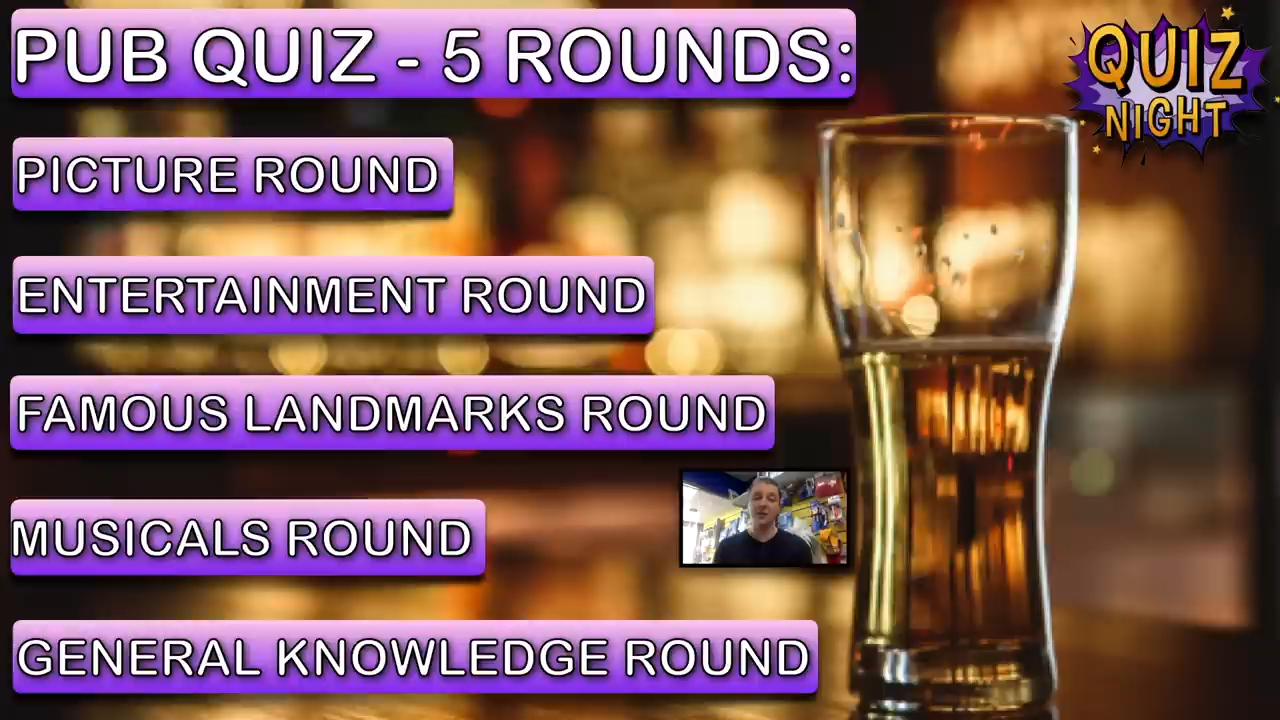 PUB QUIZ - 5 ROUNDS:
QUIZ
NIGHT
PICTURE ROUND
ENTERTAINMENT ROUND
FAMOUS LANDMARKS ROUND
MUSICALS ROUND
GENERAL KNOWLEDGE ROUND